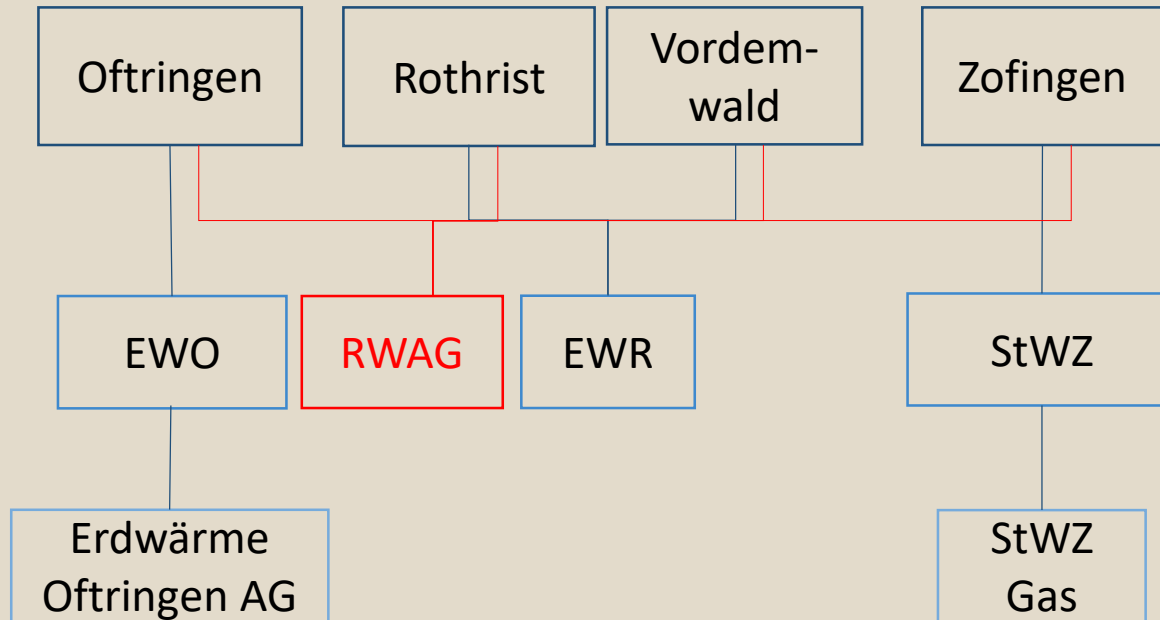 Oftringen
Rothrist
Vordem-
wald
Zofingen
EWO
RWAG
EWR
StWZ
Erdwärme
Oftringen AG
StWZ
Gas